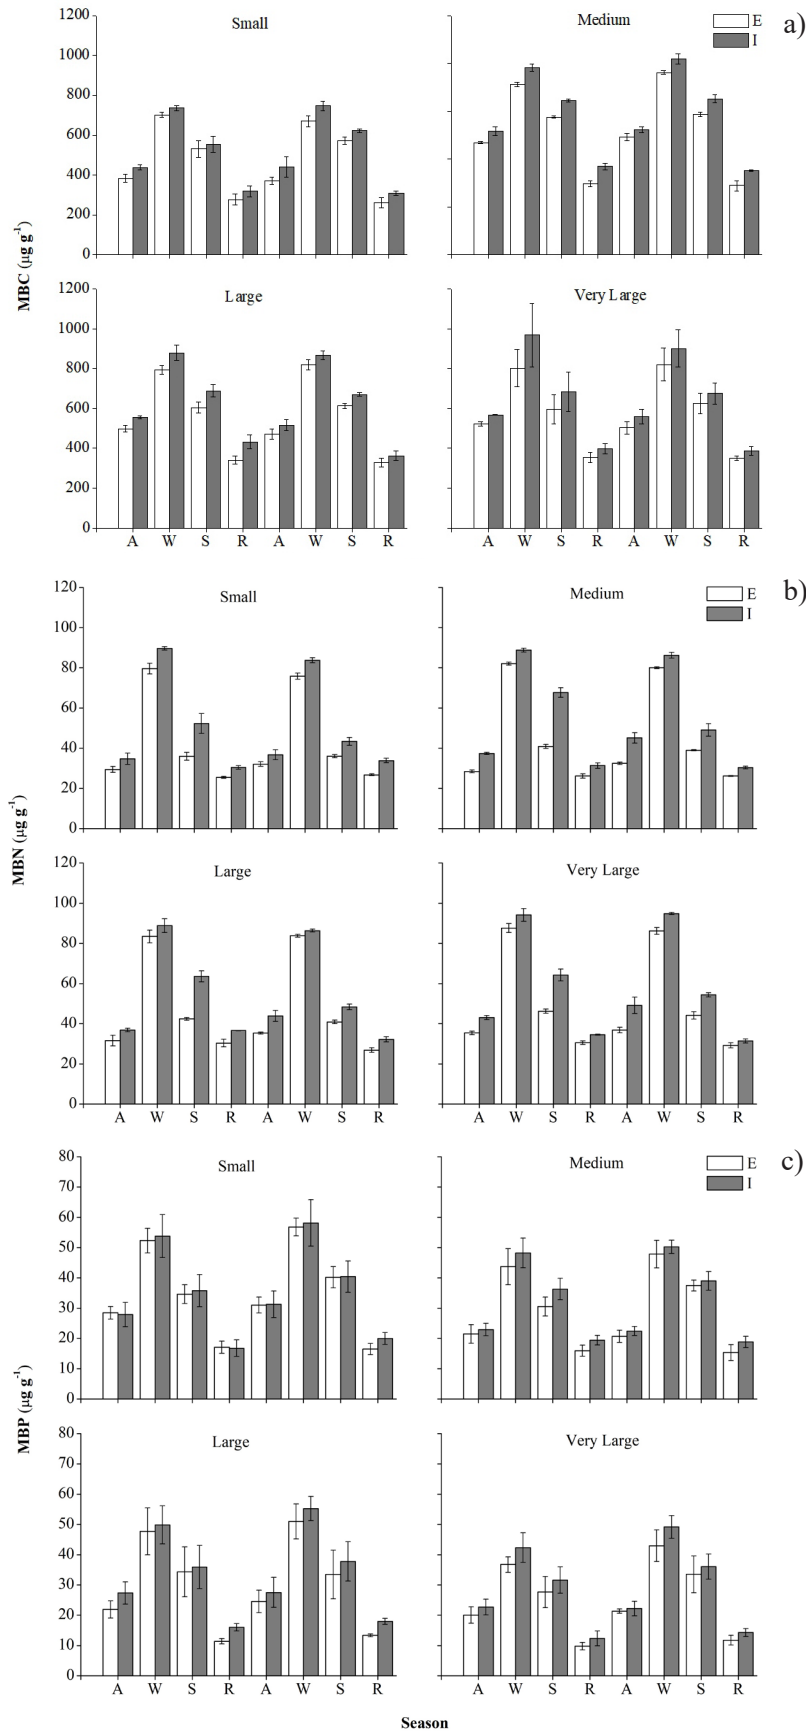 a)
Small
Medium
E
I
1200
1000
800
600
400
200
0
Large
Very Large
1200
1000
800
600
400
200
0
MBC (µg g-1)
A W S R A W S R
A W S R A W S R
b)
Small
Medium
E
I
120
100
80
60
40
20
0
Large
Very Large
120
100
80
60
40
20
0
MBN (µg g-1)
A W S R A W S R
A W S R A W S R
c)
Small
Medium
E
I
80
70
60
50
40
30
20
10
0
Large
Very Large
80
70
60
50
40
30
20
10
0
MBP (µg g-1)
A W S R A W S R
A W S R A W S R
Season